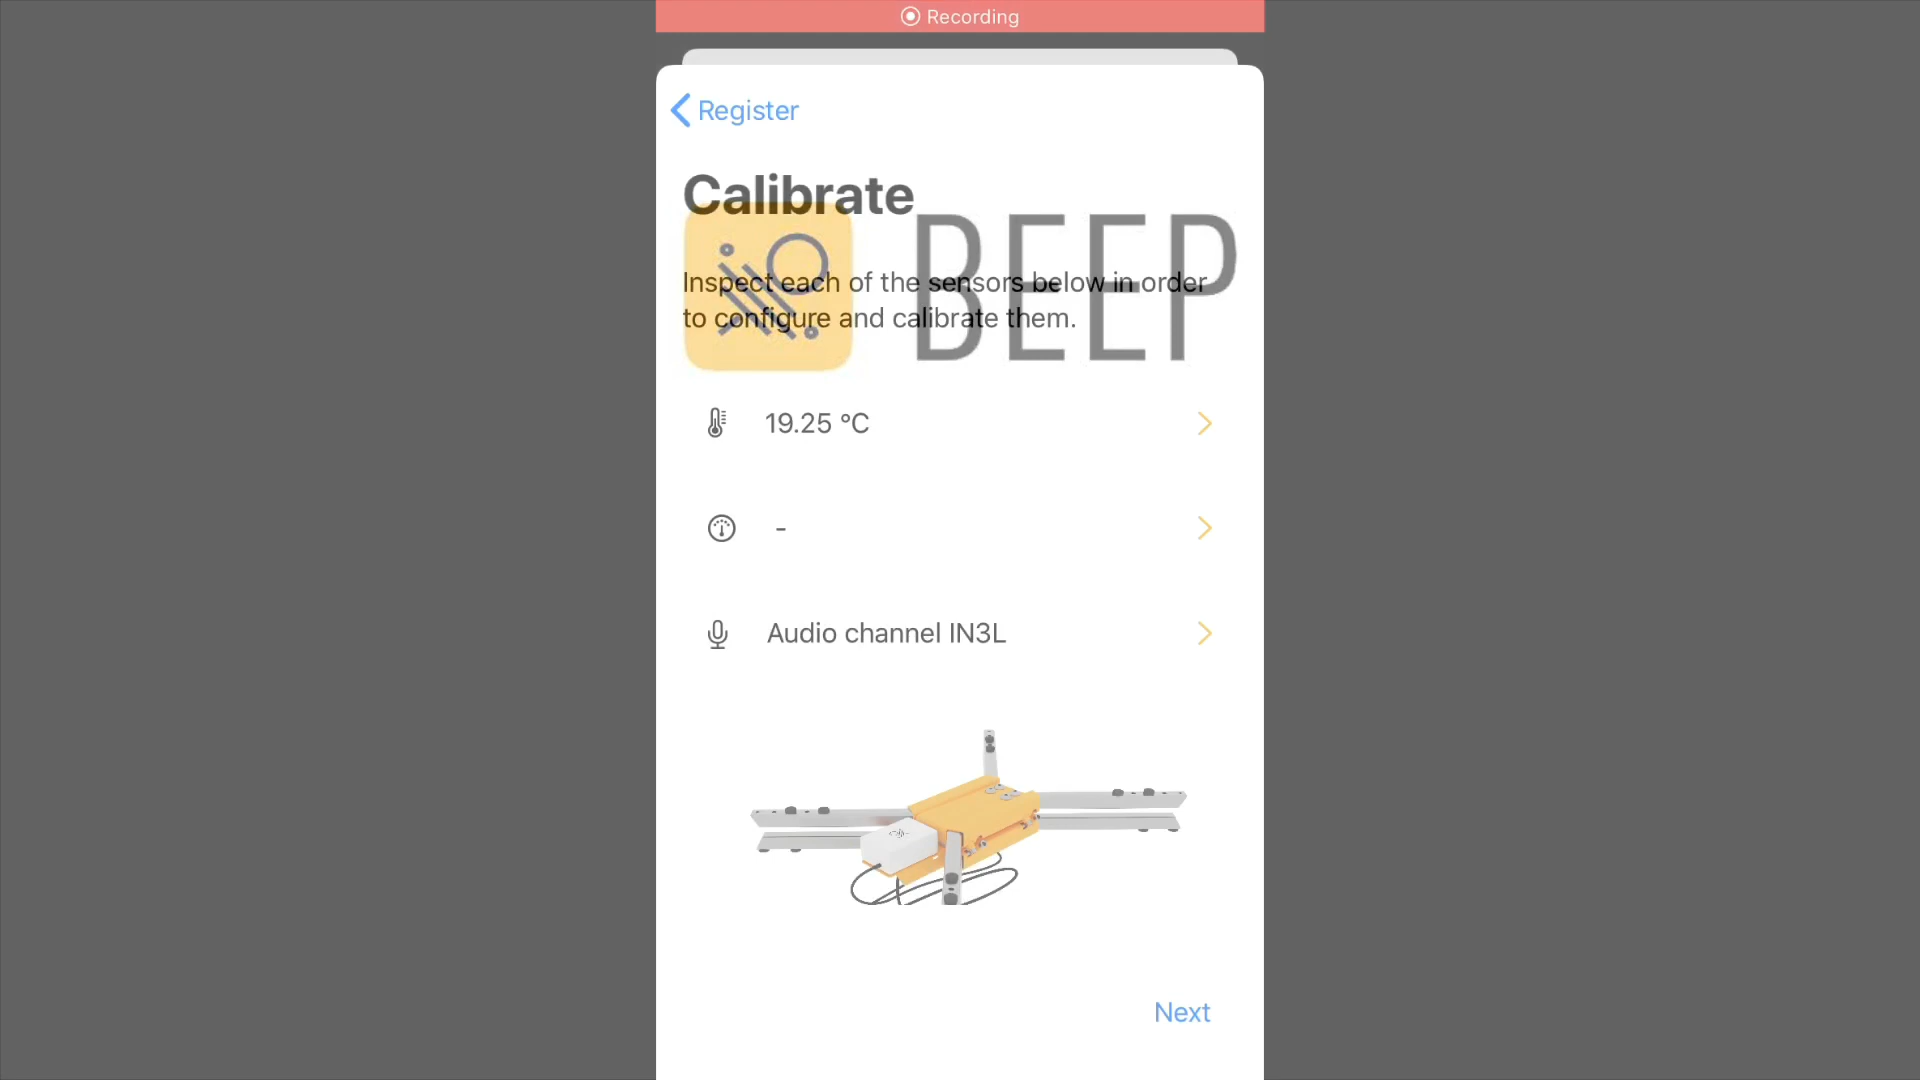 Recording
Register
Calibrate
BEEP
Inspect each of the sensors below in order
to configure and calibrate them.
19.25 °C
-
Audio channel IN3L
Next